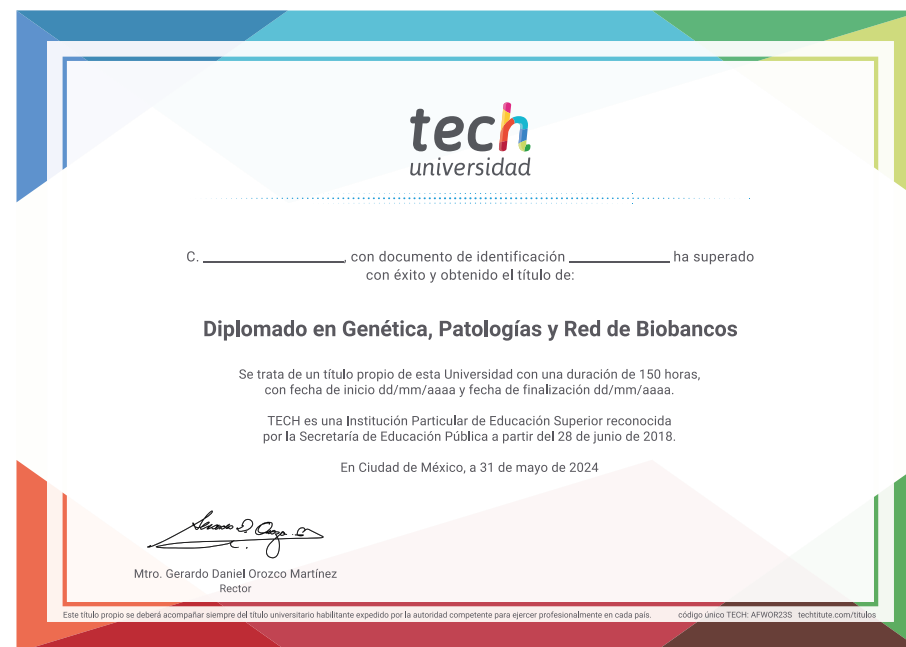 tech
universidad
C. ____________, con documento de identificación ____________ ha superado
con éxito y obtenido el título de:
Diplomado en Genética, Patologías y Red de Biobancos
Se trata de un título propio de esta Universidad con una duración de 150 horas,
con fecha de inicio dd/mm/aaaa y fecha de finalización dd/mm/aaaa.
TECH es una Institución Particular de Educación Superior reconocida
por la Secretaría de Educación Pública a partir del 28 de junio de 2018.
En Ciudad de México, a 31 de mayo de 2024
Mtro. Gerardo Daniel Orozco Martínez
Rector
Este título propio se deberá acompañar siempre del título universitario habilitante expedido por la autoridad competente para ejercer profesionalmente en cada país. código único TECH: AFWOR23S techtitute.com/titulos